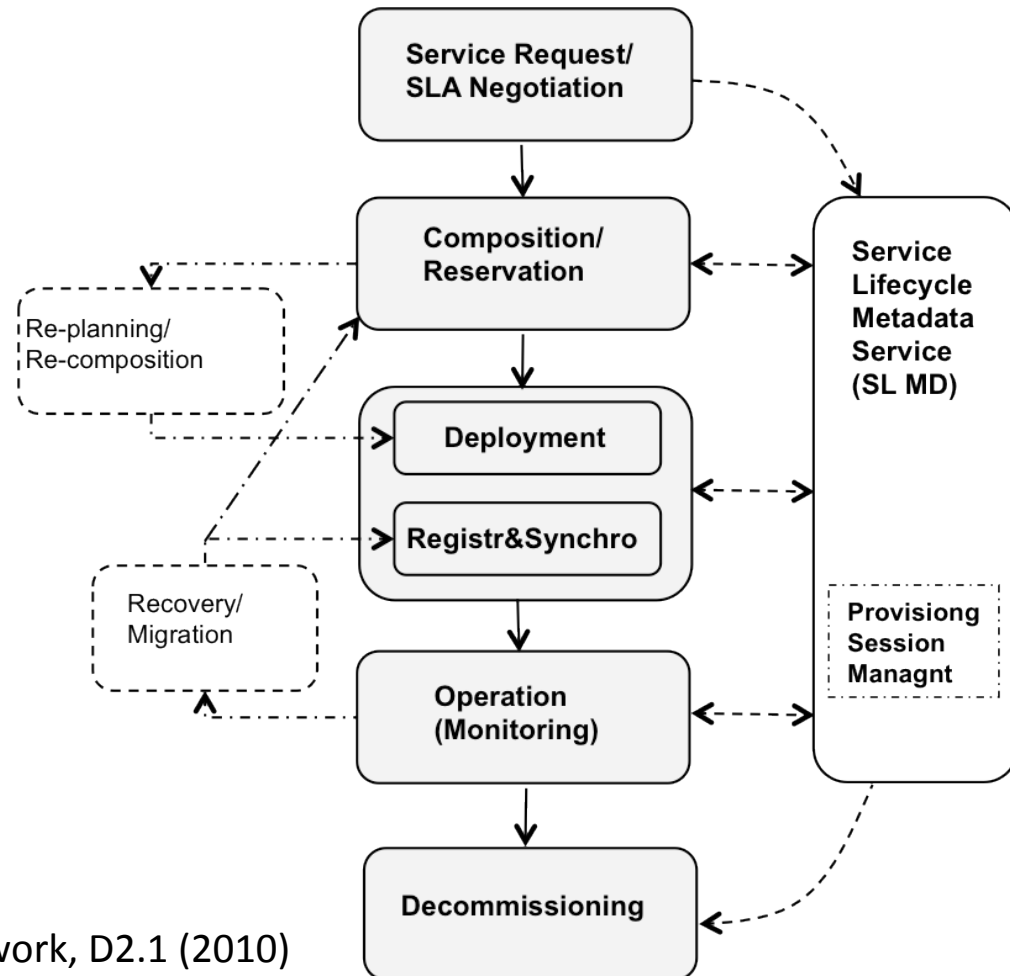 Service Request/
SLA Negotiation
Composition/
Reservation
Service
Lifecycle
Metadata
Service
(SL MD)
Re-planning/
Re-composition
Deployment
Registr&Synchro
Recovery/
Migration
Provisiong
Session
Managnt
Operation
(Monitoring)
Decommissioning
work, D2.1 (2010)